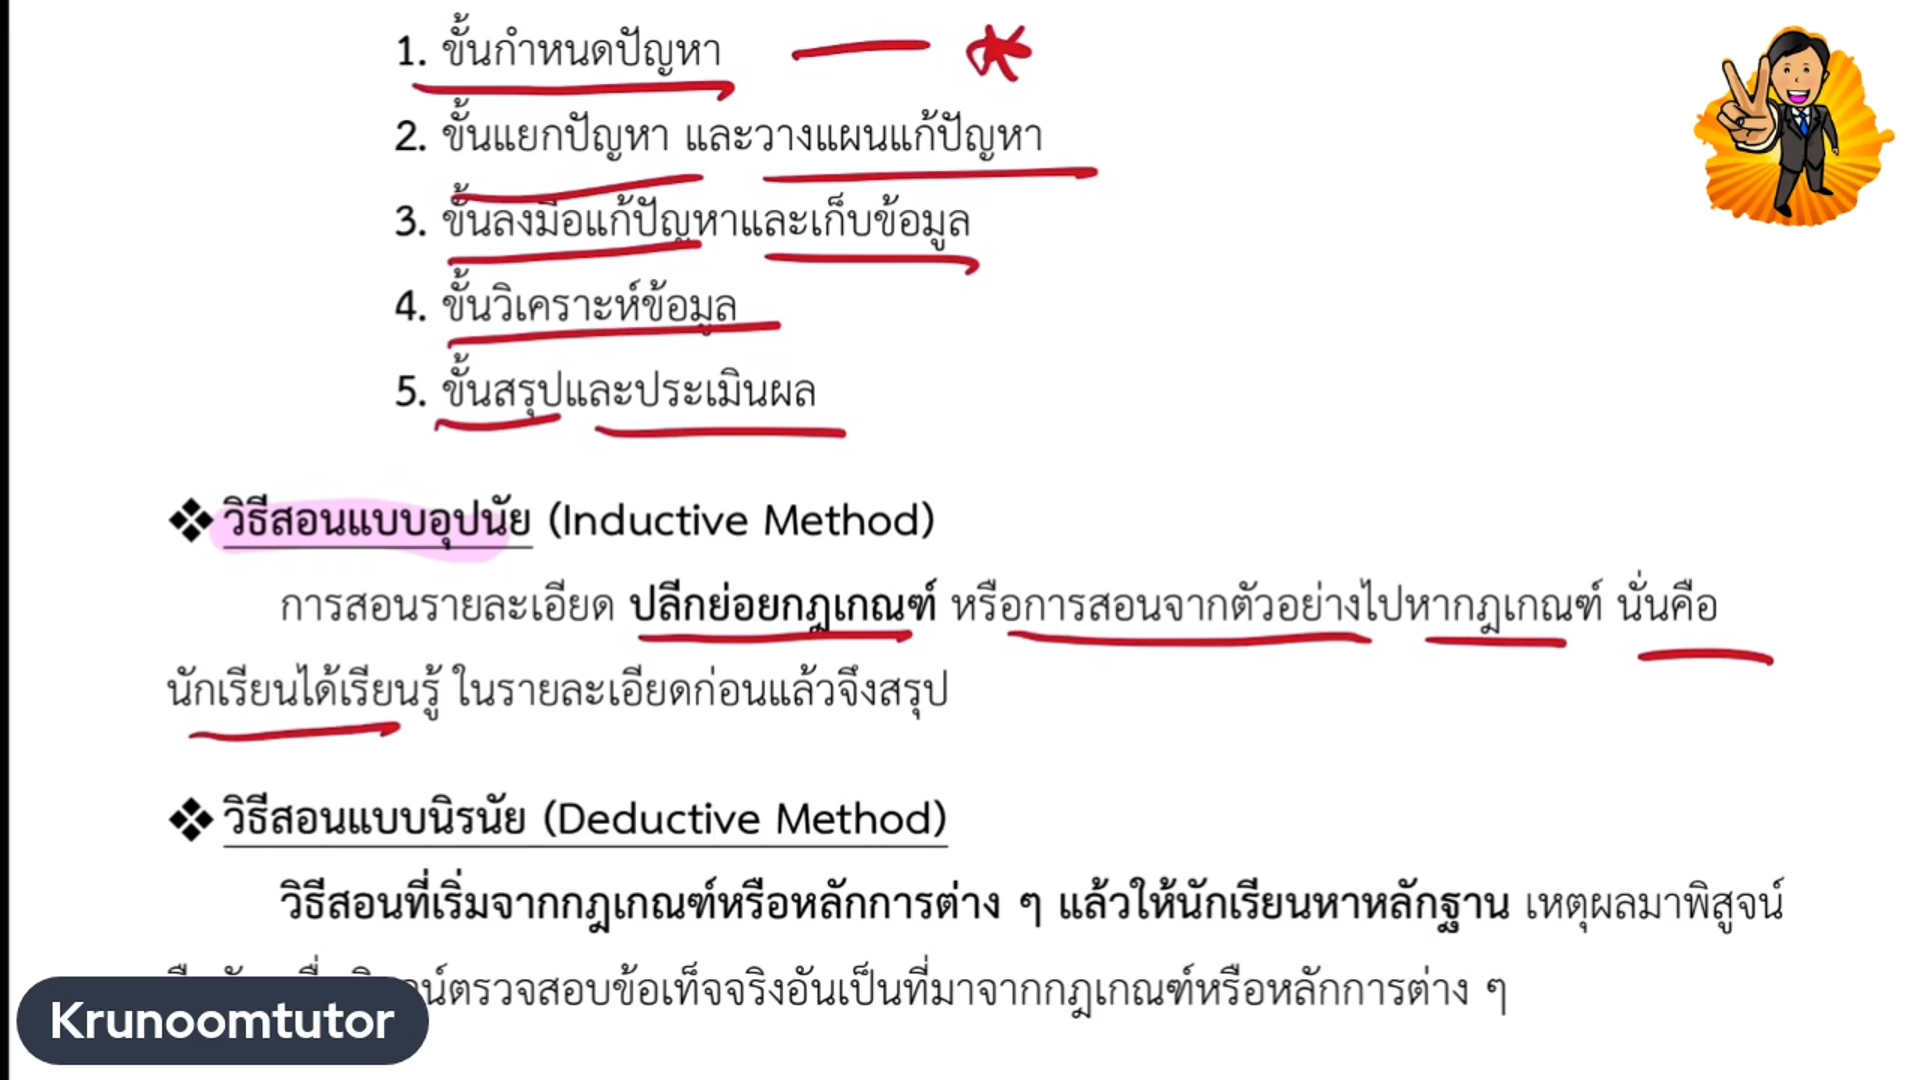 1. ขั้นกำหนดปัญหา
2. ขั้นแยกปัญหา และวางแผนแก้ปัญหา
3. ขั้นลงมือแก้ปัญหาและเก็บข้อมูล
4. ขั้นวิเคราะห์ข้อมูล
5. ขั้นสรุปและประเมินผล
❖ วิธีสอนแบบอุปนัย (Inductive Method)
การสอนรายละเอียด ปลีกย่อยกฎเกณฑ์ หรือการสอนจากตัวอย่างไปหากฎเกณฑ์ นั่นคือ
นักเรียนได้เรียนรู้ ในรายละเอียดก่อนแล้วจึงสรุป
❖ วิธีสอนแบบนิรนัย (Deductive Method)
วิธีสอนที่เริ่มจากกฎเกณฑ์หรือหลักการต่าง ๆ แล้วให้นักเรียนหาหลักฐาน เหตุผลมาพิสูจน์
ตรวจสอบข้อเท็จจริงอันเป็นที่มาจากกฎเกณฑ์หรือหลักการต่าง ๆ
Krunoomtutor